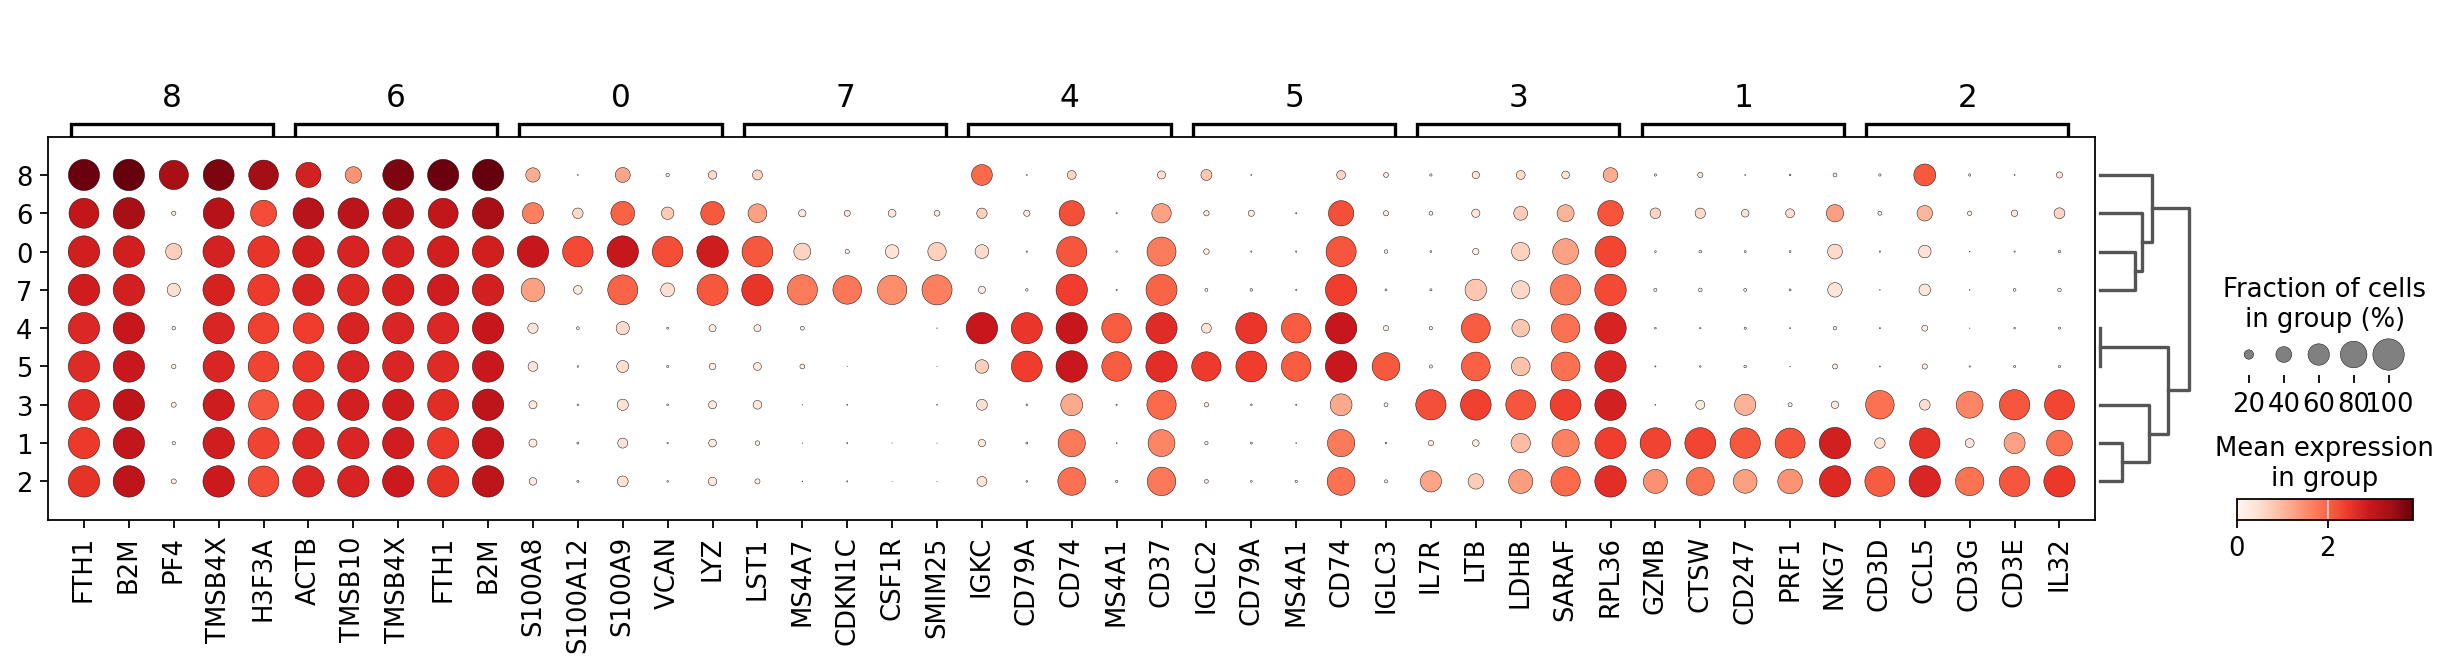 8 6 0 7 4 5 3 1 2
8
6
0
7
4
5
3
1
2
FTH1 B2M PF4 TMSB4X H3F3A ACTB TMSB10 TMSB4X FTH1 B2M S100A8 S100A12 S100A9 VCAN LYZ LST1 MS4A7 CDKN1C CSF1R SMIM25 IGKC CD79A CD74 MS4A1 CD37 IGLC2 CD79A MS4A1 CD74 IGLC3 IL7R LTB LDHB SARAF RPL36 GZMB CTSW CD247 PRF1 NKG7 CD3D CCL5 CD3G CD3E IL32
Fraction of cells
in group (%)
20 40 60 80 100
Mean expression
in group
0 2